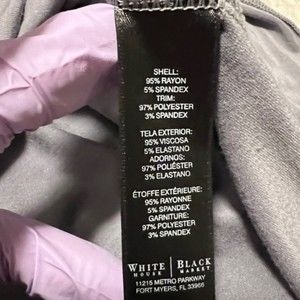 SHELL:
95% RAYON
5% SPANDEX
TRIM:
97% POLYESTER
3% SPANDEX
TELA EXTERIOR:
95% VISCOSA
5% ELASTANO
ADORNOS:
97% POLIÉSTER
3% ELASTANO
ÉTOFFE EXTÉRIEURE:
95% RAYONNE
5% SPANDEX
GARNITURE:
97% POLYESTER
3% SPANDEX
WHITE HOUSE | BLACK MARKET
11215 METRO PARKWAY
FORT MYERS, FL 33966